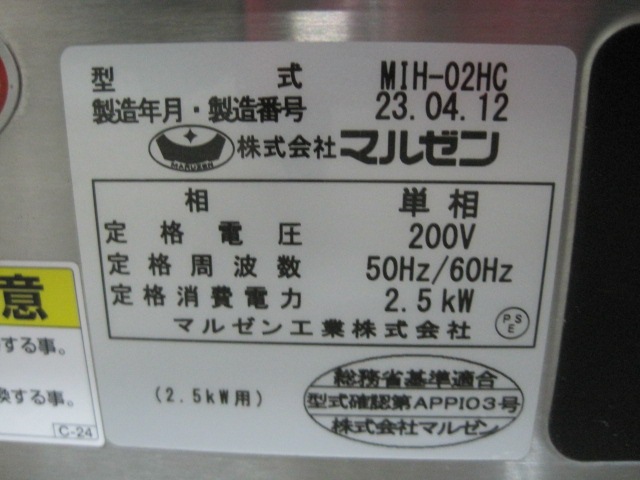 型式 MIH-02HC
製造年月・製造番号 23.04.12
MARUZEN 株式会社 マルゼン
相 単相
定格電圧 200V
定格周波数 50Hz/60Hz
定格消費電力 2.5kW
マルゼン工業株式会社 PSE
(2.5kW用)
総務省基準適合
型式確認第APPI03号
株式会社マルゼン
意
する事。
する事。
C-24